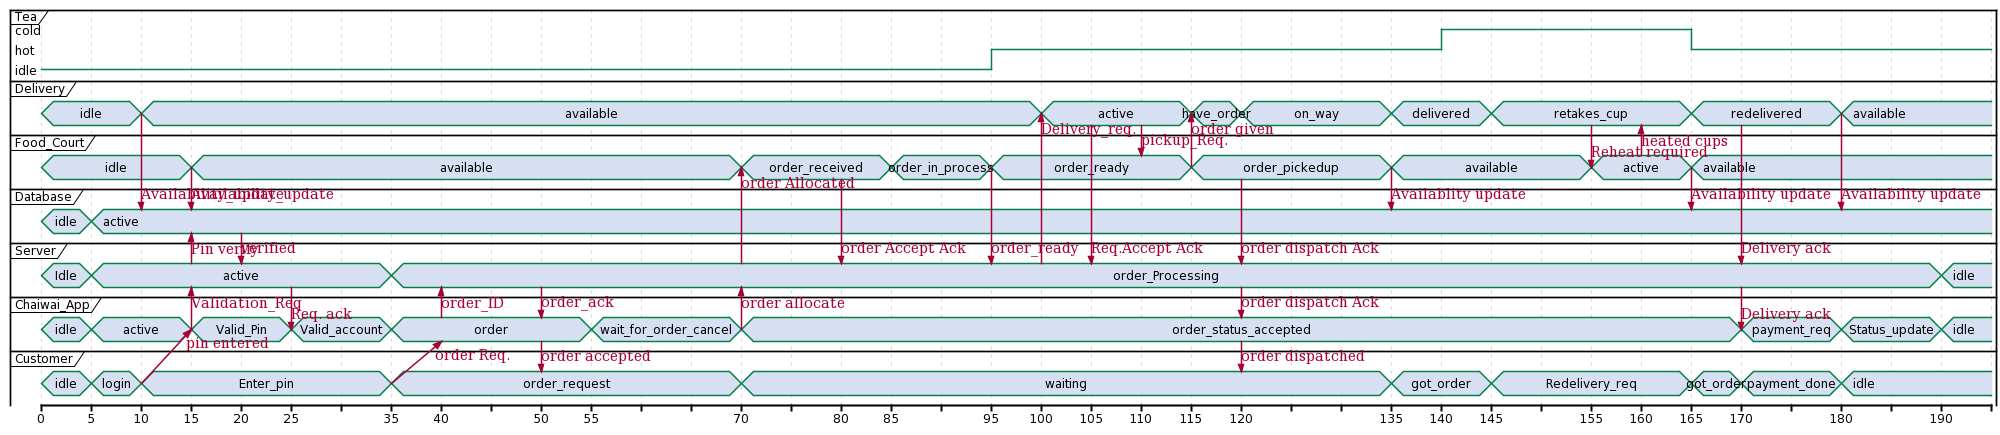 Tea
cold
hot
idle
Delivery
idle
available
active
have_order
on_way
delivered
retakes_cup
redelivered
available
Delivery_req.
order given
pickup_Req.
heated cups
Reheat required
Food_Court
idle
available
order_received
order_in_process
order_ready
order_pickedup
available
active
available
order Allocated
Database
Availability_update
Availability_update
Availablity update
Availability update
Availability update
idle
active
Server
Pin verify
verified
order Accept Ack
order_ready
Req.Accept Ack
order dispatch Ack
Delivery ack
Idle
active
order_Processing
idle
Chaiwai_App
Validation_Req
Req. ack
order_ID
order_ack
order allocate
order dispatch Ack
Delivery ack
idle
active
Valid_Pin
Valid_account
order
wait_for_order_cancel
order_status_accepted
payment_req
Status_update
idle
Customer
pin entered
order Req.
order accepted
order dispatched
idle
login
Enter_pin
order_request
waiting
got_order
Redelivery_req
got_order
payment_done
idle
0 5 10 15 20 25 35 40 50 55 70 80 85 95 100 105 110 115 120 135 140 145 155 160 165 170 180 190